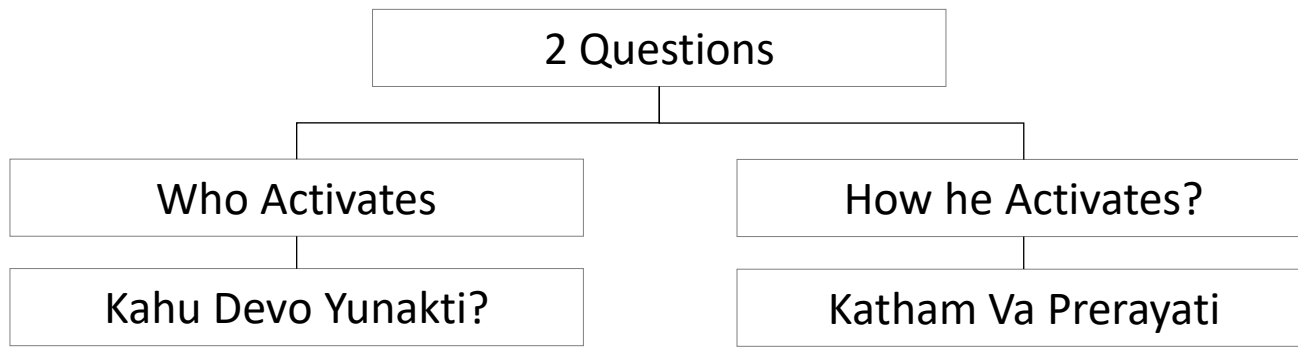 2 Questions
Who Activates
How he Activates?
Kahu Devo Yunakti?
Katham Va Prerayati